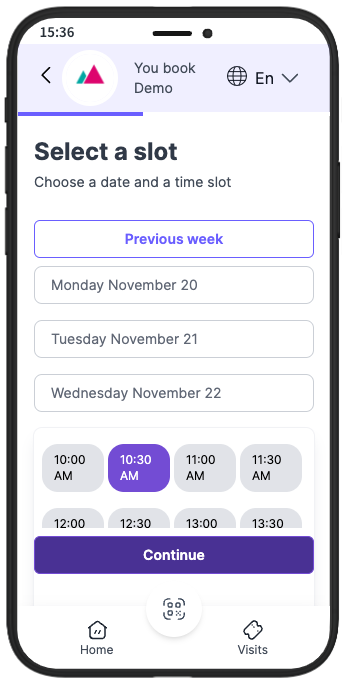 15:36
You book
Demo
En
Select a slot
Choose a date and a time slot
Previous week
Monday November 20
Tuesday November 21
Wednesday November 22
10:00 AM
10:30 AM
11:00 AM
11:30 AM
12:00
12:30
13:00
13:30
Continue
Home
Visits